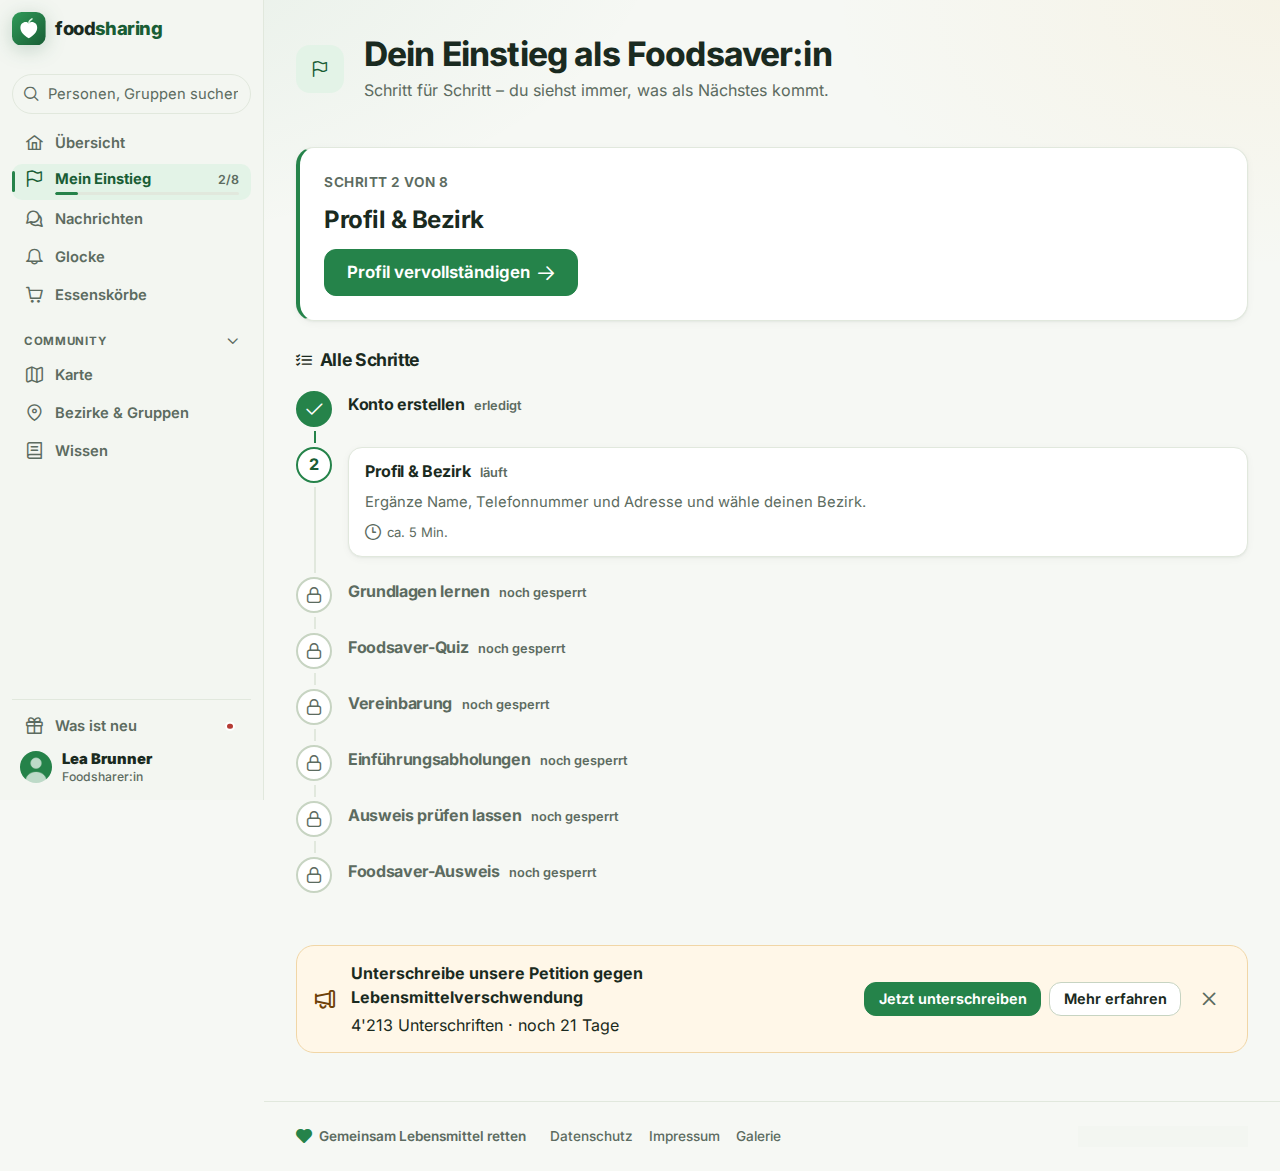 foodsharing
Personen, Gruppen sucher
Übersicht
Mein Einstieg 2/8
Nachrichten
Glocke
Essenskörbe
COMMUNITY
Karte
Bezirke & Gruppen
Wissen
Was ist neu
Lea Brunner
Foodsharer:in
Dein Einstieg als Foodsaver:in
Schritt für Schritt – du siehst immer, was als Nächstes kommt.
SCHRITT 2 VON 8
Profil & Bezirk
Profil vervollständigen
Alle Schritte
Konto erstellen erledigt
2
Profil & Bezirk läuft
Ergänze Name, Telefonnummer und Adresse und wähle deinen Bezirk.
ca. 5 Min.
Grundlagen lernen noch gesperrt
Foodsaver-Quiz noch gesperrt
Vereinbarung noch gesperrt
Einführungsabholungen noch gesperrt
Ausweis prüfen lassen noch gesperrt
Foodsaver-Ausweis noch gesperrt
Unterschreibe unsere Petition gegen
Lebensmittelverschwendung
4'213 Unterschriften · noch 21 Tage
Jetzt unterschreiben
Mehr erfahren
Gemeinsam Lebensmittel retten Datenschutz Impressum Galerie